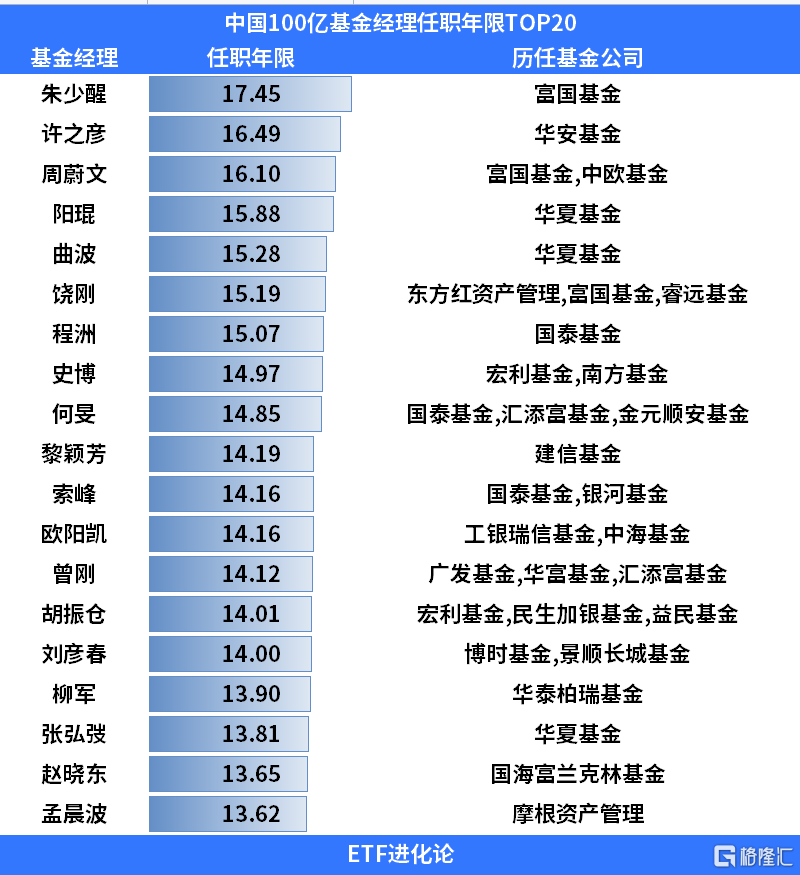 中国100亿基金经理任职年限TOP20
基金经理 任职年限 历任基金公司
朱少醒 17.45 富国基金
许之彦 16.49 华安基金
周蔚文 16.10 富国基金,中欧基金
阳琨 15.88 华夏基金
曲波 15.28 华夏基金
饶刚 15.19 东方红资产管理,富国基金,睿远基金
程洲 15.07 国泰基金
史博 14.97 宏利基金,南方基金
何旻 14.85 国泰基金,汇添富基金,金元顺安基金
黎颖芳 14.19 建信基金
索峰 14.16 国泰基金,银河基金
欧阳凯 14.16 工银瑞信基金,中海基金
曾刚 14.12 广发基金,华富基金,汇添富基金
胡振仓 14.01 宏利基金,民生加银基金,益民基金
刘彦春 14.00 博时基金,景顺长城基金
柳军 13.90 华泰柏瑞基金
张弘弢 13.81 华夏基金
赵晓东 13.65 国海富兰克林基金
孟晨波 13.62 摩根资产管理
ETF进化论
格隆汇